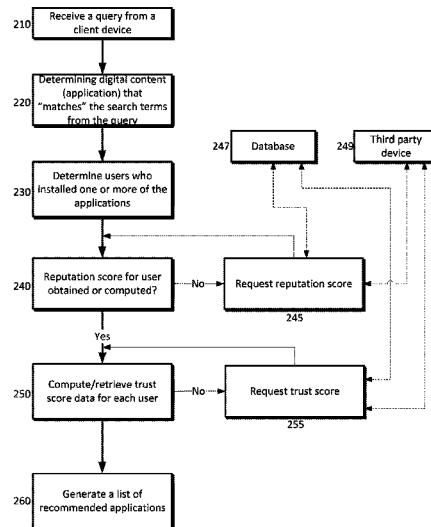 210
Receive a query from a
client device
220
Determining digital content
(application) that
"matches" the search terms
from the query
247
Database
249
Third party
device
230
Determine users who
installed one or more of the
applications
240
Reputation score for user
obtained or computed?
No
Request reputation score
245
Yes
250
Compute/retrieve trust
score data for each user
No
Request trust score
255
260
Generate a list of
recommended applications